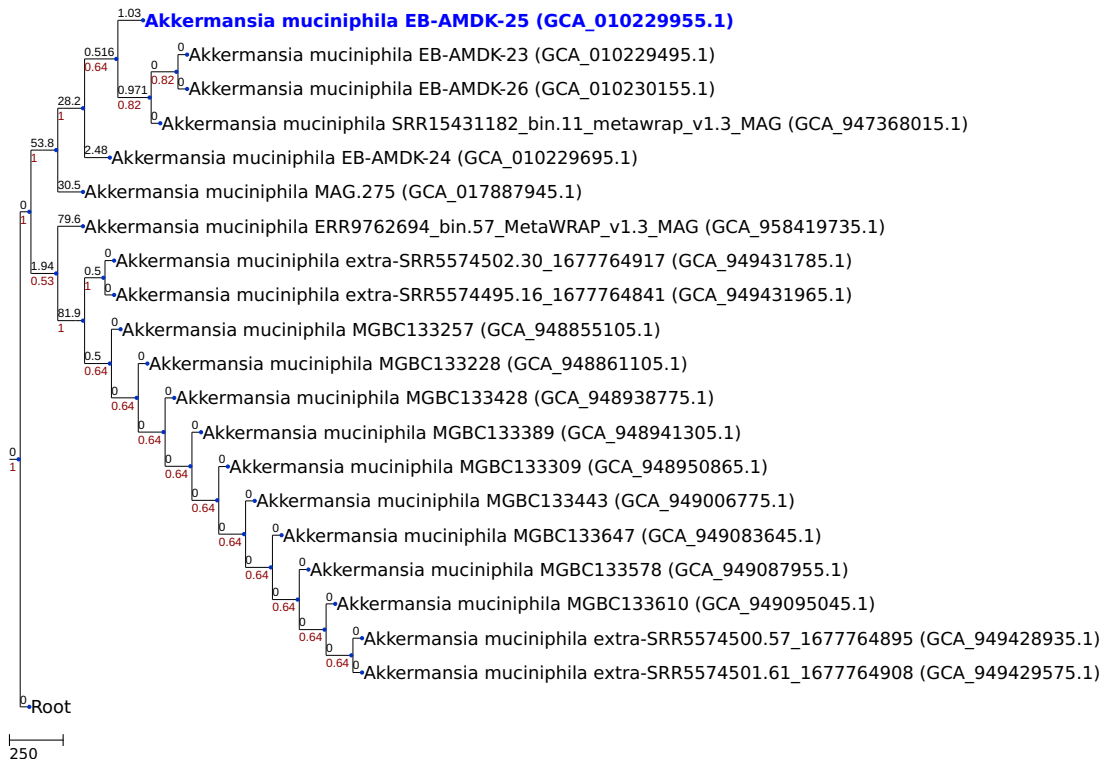 1.03
Akkermansia muciniphila EB-AMDK-25 (GCA_010229955.1)
0.516
0.64
0
Akkermansia muciniphila EB-AMDK-23 (GCA_010229495.1)
0
0.82
0
Akkermansia muciniphila EB-AMDK-26 (GCA_010230155.1)
0.971
0.82
28.2
1
0
Akkermansia muciniphila SRR15431182_bin.11_metawrap_v1.3_MAG (GCA_947368015.1)
53.8
1
2.48
Akkermansia muciniphila EB-AMDK-24 (GCA_010229695.1)
30.5
Akkermansia muciniphila MAG.275 (GCA_017887945.1)
0
1
79.6
Akkermansia muciniphila ERR9762694_bin.57_MetaWRAP_v1.3_MAG (GCA_958419735.1)
1.94
0.53
0
Akkermansia muciniphila extra-SRR5574502.30_1677764917 (GCA_949431785.1)
0.5
1
0
Akkermansia muciniphila extra-SRR5574495.16_1677764841 (GCA_949431965.1)
81.9
1
0
Akkermansia muciniphila MGBC133257 (GCA_948855105.1)
0.5
0.64
0
Akkermansia muciniphila MGBC133228 (GCA_948861105.1)
0
0.64
0
Akkermansia muciniphila MGBC133428 (GCA_948938775.1)
0
0.64
0
Akkermansia muciniphila MGBC133389 (GCA_948941305.1)
0
0.64
0
Akkermansia muciniphila MGBC133309 (GCA_948950865.1)
0
0.64
0
Akkermansia muciniphila MGBC133443 (GCA_949006775.1)
0
0.64
0
Akkermansia muciniphila MGBC133647 (GCA_949083645.1)
0
0.64
0
Akkermansia muciniphila MGBC133578 (GCA_949087955.1)
0
0.64
0
Akkermansia muciniphila MGBC133610 (GCA_949095045.1)
0
0.64
0
Akkermansia muciniphila extra-SRR5574500.57_1677764895 (GCA_949428935.1)
0
0.64
0
Akkermansia muciniphila extra-SRR5574501.61_1677764908 (GCA_949429575.1)
0
1
0
Root
250